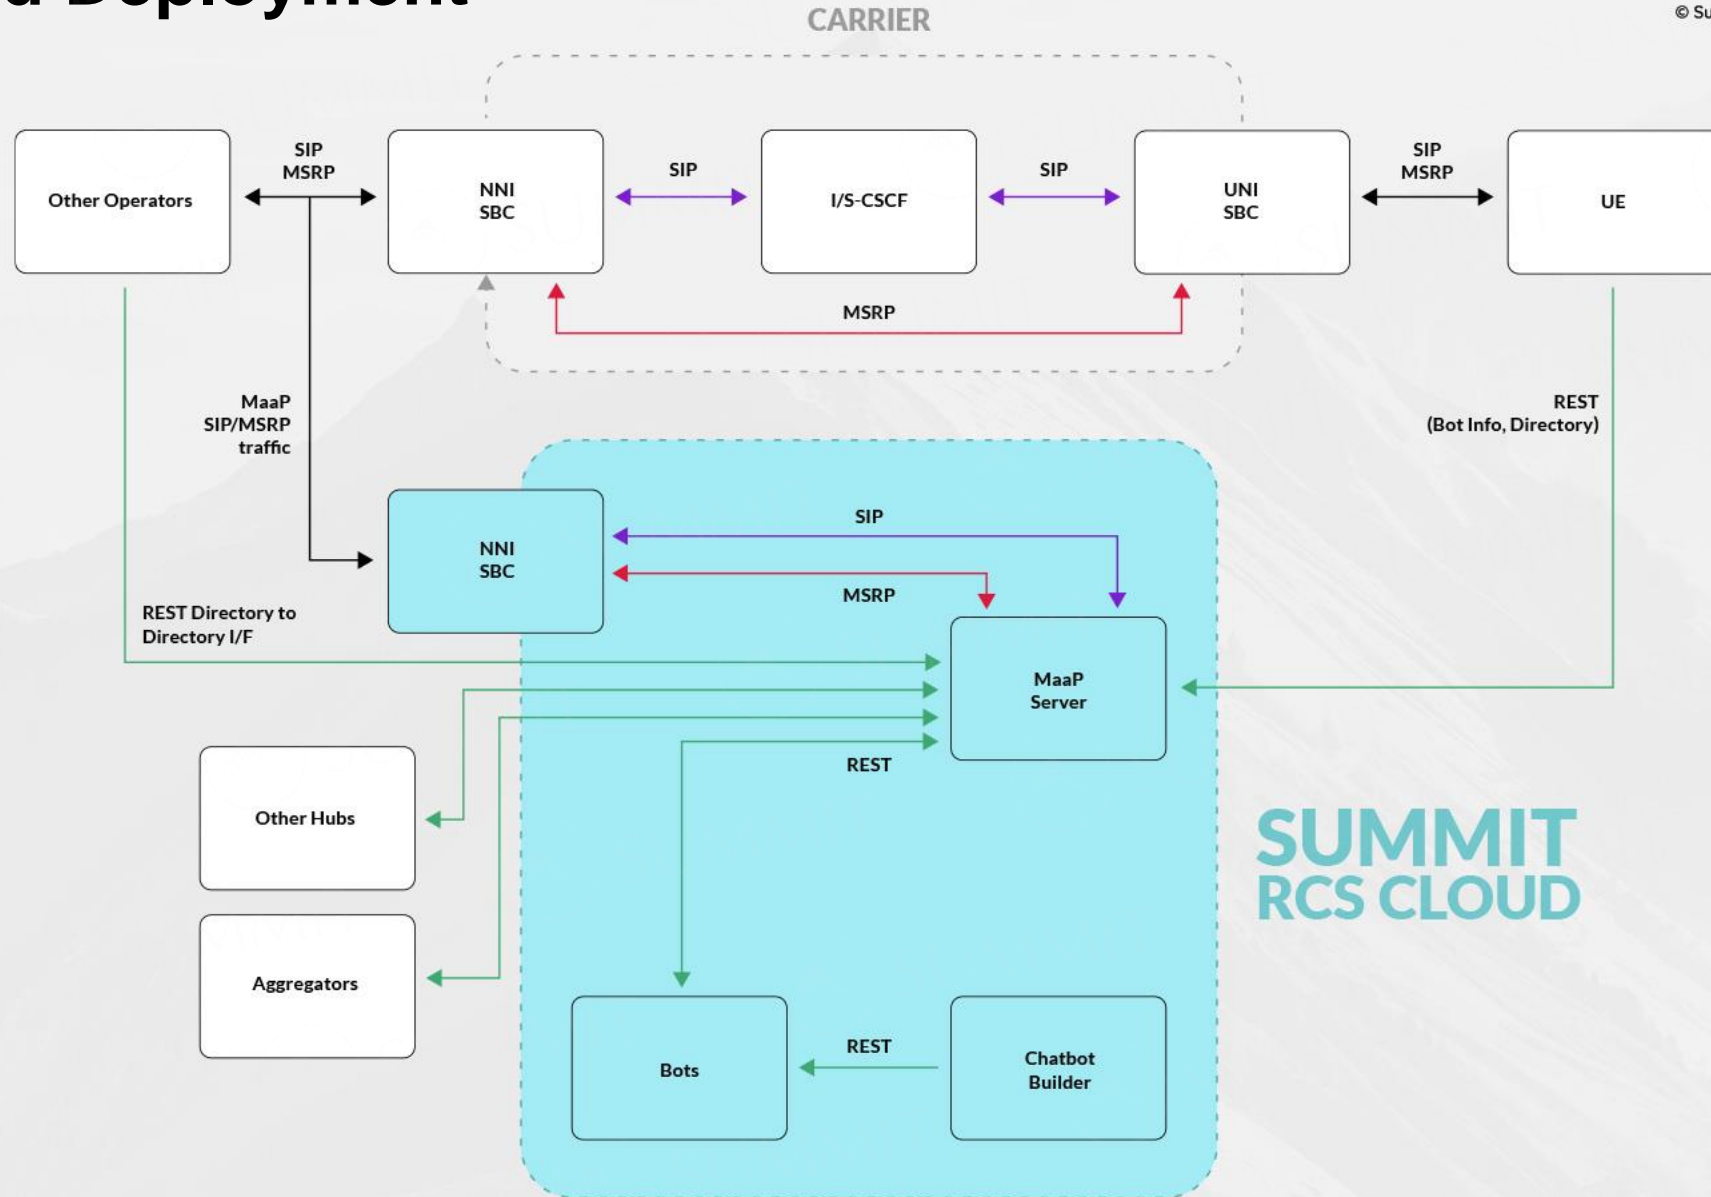 Deployment
CARRIER
©
Other Operators
SIP
MSRP
NNI
SBC
SIP
I/S-CSCF
SIP
UNI
SBC
SIP
MSRP
UE
MSRP
MaaP
SIP/MSRP
traffic
REST
(Bot Info, Directory)
NNI
SBC
SIP
MSRP
REST Directory to
Directory I/F
MaaP
Server
REST
Other Hubs
SUMMIT
RCS CLOUD
Aggregators
Bots
REST
Chatbot
Builder